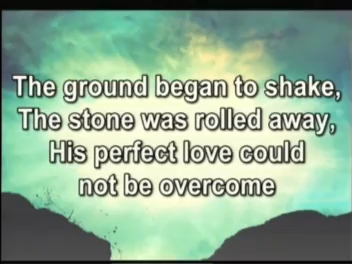 The ground began to shake,
The stone was rolled away,
His perfect love could
not be overcome